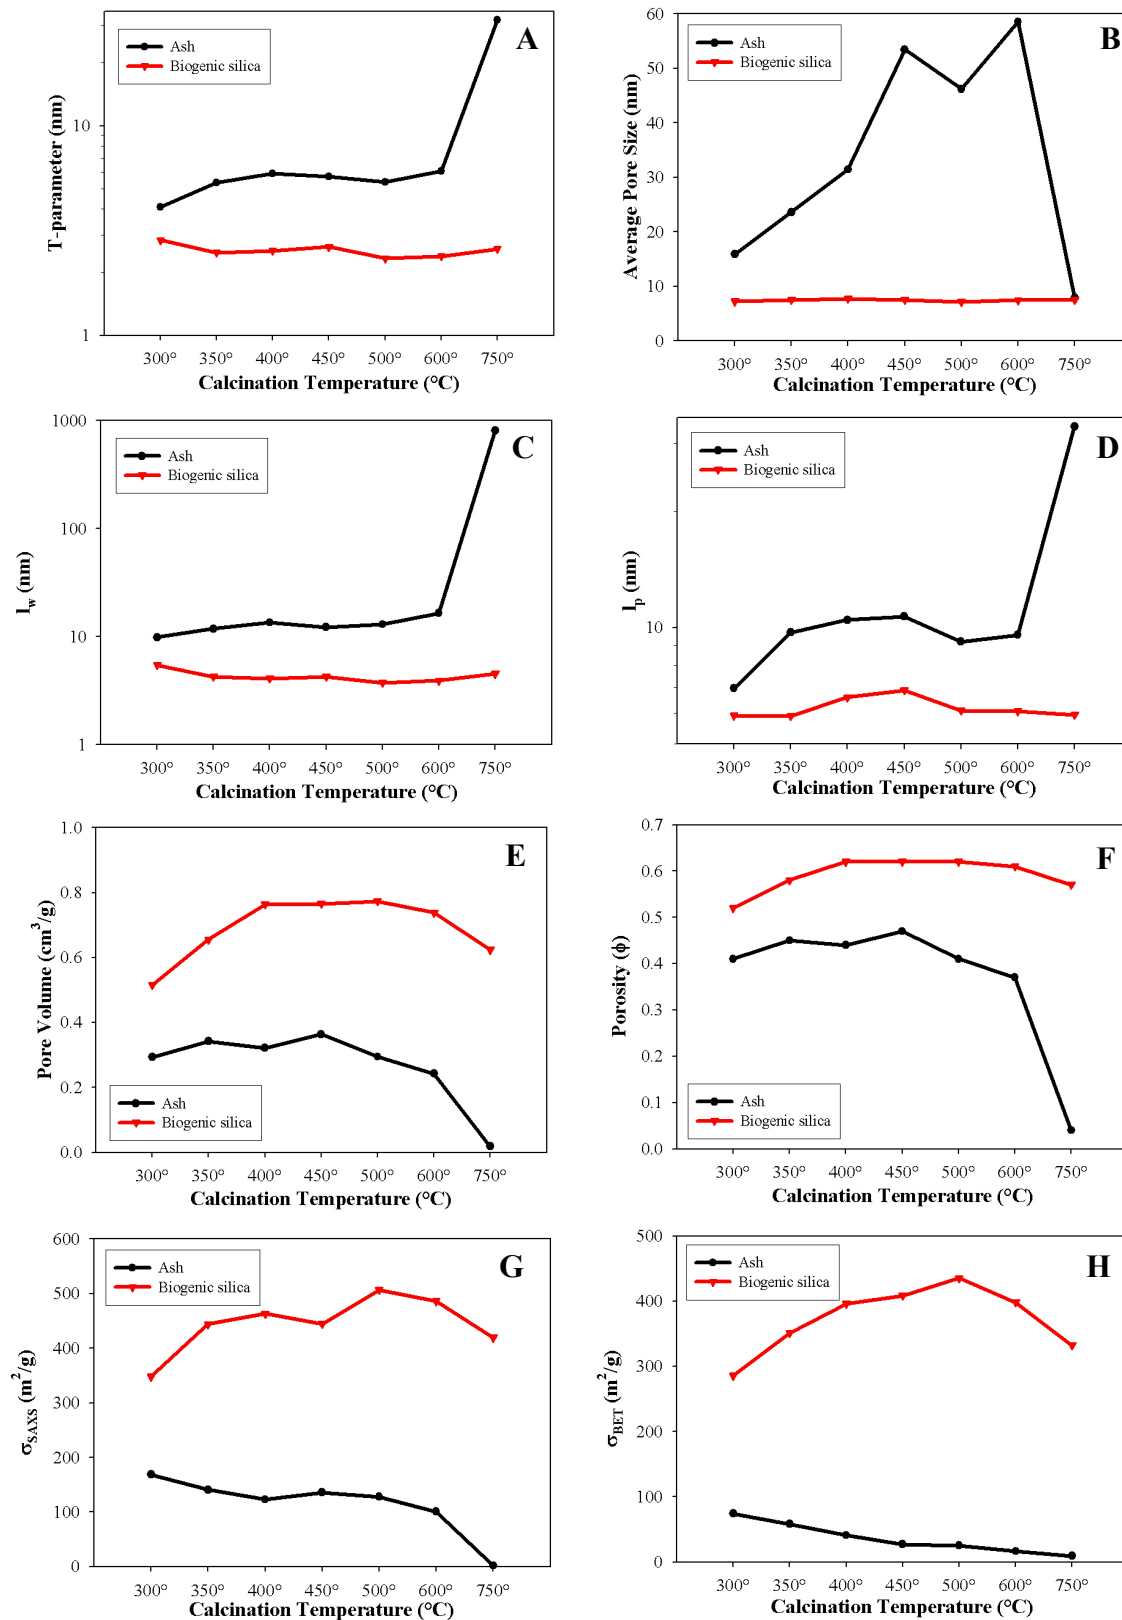 A
Ash
Biogenic silica
T-parameter (nm)
10
1
300° 350° 400° 450° 500° 600° 750°
Calcination Temperature (°C)
B
Ash
Biogenic silica
Average Pore Size (nm)
60
50
40
30
20
10
0
300° 350° 400° 450° 500° 600° 750°
Calcination Temperature (°C)
C
Ash
Biogenic silica
l_w (nm)
1000
100
10
1
300° 350° 400° 450° 500° 600° 750°
Calcination Temperature (°C)
D
Ash
Biogenic silica
l_p (nm)
10
300° 350° 400° 450° 500° 600° 750°
Calcination Temperature (°C)
E
Pore Volume (cm³/g)
1.0
0.8
0.6
0.4
0.2
0.0
Ash
Biogenic silica
300° 350° 400° 450° 500° 600° 750°
Calcination Temperature (°C)
F
Porosity (ϕ)
0.7
0.6
0.5
0.4
0.3
0.2
0.1
0.0
Ash
Biogenic silica
300° 350° 400° 450° 500° 600° 750°
Calcination Temperature (°C)
G
Ash
Biogenic silica
σ_SAXS (m²/g)
600
500
400
300
200
100
0
300° 350° 400° 450° 500° 600° 750°
Calcination Temperature (°C)
H
Ash
Biogenic silica
σ_BET (m²/g)
500
400
300
200
100
0
300° 350° 400° 450° 500° 600° 750°
Calcination Temperature (°C)